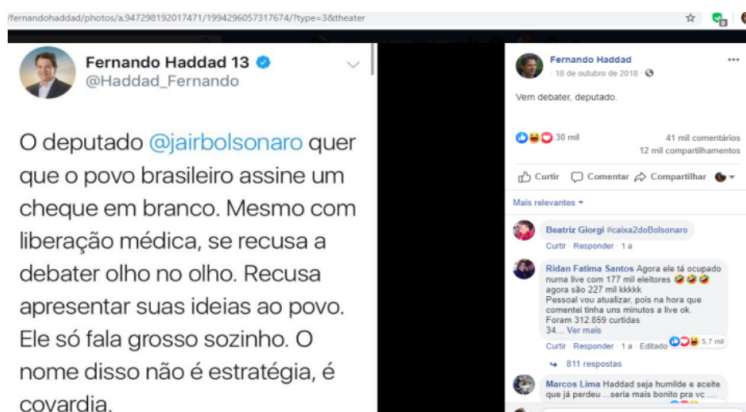 /fernandohaddad/photos/a.947298192017471/1994296057317674/?type=3&theater
Fernando Haddad 13
@Haddad_Fernando
O deputado @jairbolsonaro quer
que o povo brasileiro assine um
cheque em branco. Mesmo com
liberação médica, se recusa a
debater olho no olho. Recusa
apresentar suas ideias ao povo.
Ele só fala grosso sozinho. O
nome disso não é estratégia, é
covardia.
Fernando Haddad
18 de outubro de 2018 ·
Vem debater, deputado.
30 mil
41 mil comentários
12 mil compartilhamentos
Curtir Comentar Compartilhar
Mais relevantes
Beatriz Giorgi #caixa2doBolsonaro
Curtir · Responder · 1 a
Ridan Fatima Santos Agora ele tá ocupado
numa live com 177 mil eleitores 🤣🤣🤣
agora são 227 mil kkkkk
Pessoal vou atualizar, pois na hora que
comentei tinha uns minutos a live ok.
Foram 312 859 curtidas
34... Ver mais
Curtir · Responder · 1 a · Editado 5,7 mil
811 respostas
Marcos Lima Haddad seja humilde e aceite
que já perdeu ...seria mais bonito pra vc ....